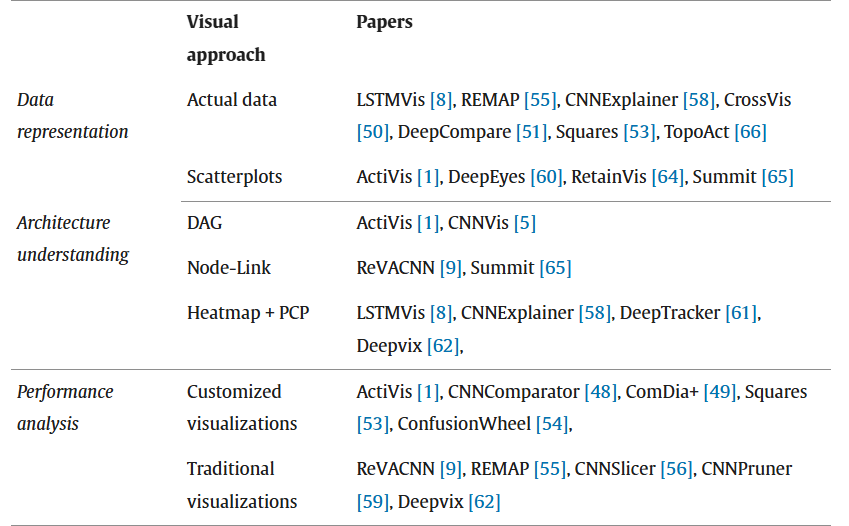 Visual Papers
approach
Data Actual data LSTMVis [8], REMAP [55], CNNExplainer [58], CrossVis
representation [50], DeepCompare [51], Squares [53], TopoAct [66]
Scatterplots ActiVis [1], DeepEyes [60], RetainVis [64], Summit [65]
Architecture DAG ActiVis [1], CNNVis [5]
understanding
Node-Link ReVACNN [9], Summit [65]
Heatmap + PCP LSTMVis [8], CNNExplainer [58], DeepTracker [61],
Deepvix [62],
Performance Customized ActiVis [1], CNNComparator [48], ComDia+ [49], Squares
analysis visualizations [53], ConfusionWheel [54],
Traditional ReVACNN [9], REMAP [55], CNNSlicer [56], CNNPruner
visualizations [59], Deepvix [62]